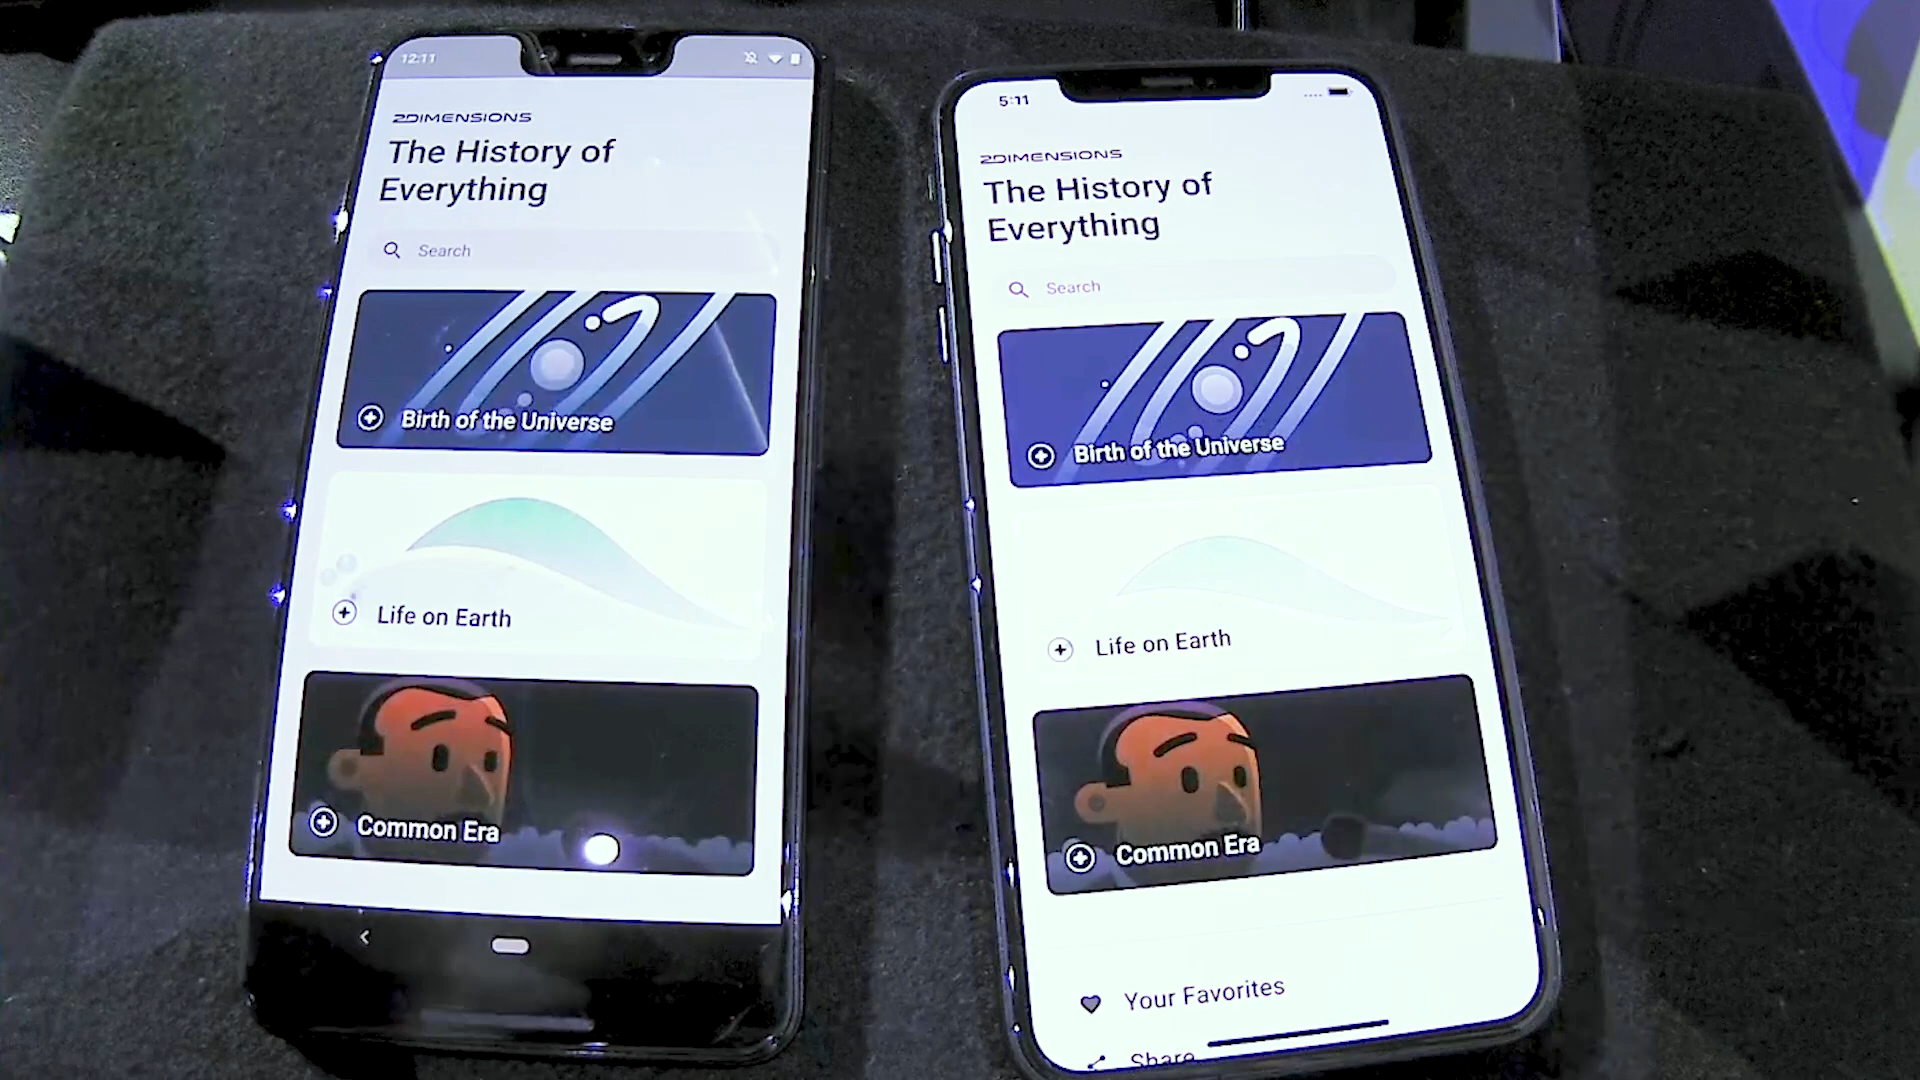 12:11
2DIMENSIONS
The History of
Everything
Search
Birth of the Universe
Life on Earth
Common Era
5:11
2DIMENSIONS
The History of
Everything
Search
Birth of the Universe
Life on Earth
Common Era
Your Favorites
Share